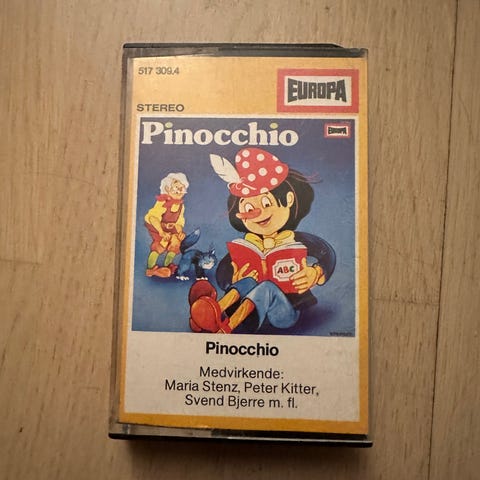 517 309.4
EUROPA
STEREO
Pinocchio
EUROPA
ABC
Pinocchio
Medvirkende:
Maria Stenz, Peter Kitter,
Svend Bjerre m. fl.